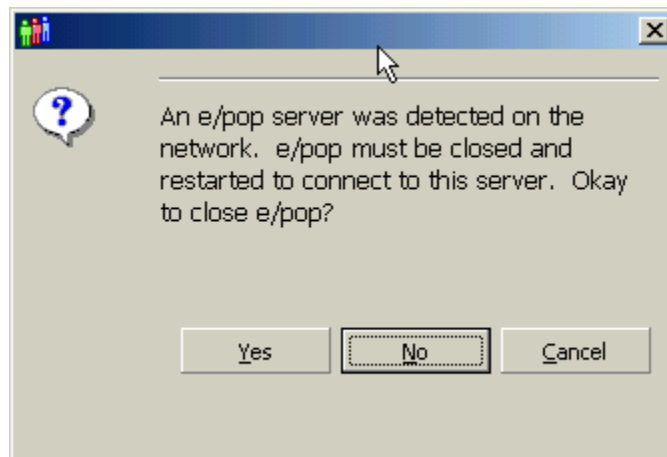 An e/pop server was detected on the
network.  e/pop must be closed and
restarted to connect to this server.  Okay
to close e/pop?
Yes
No
Cancel